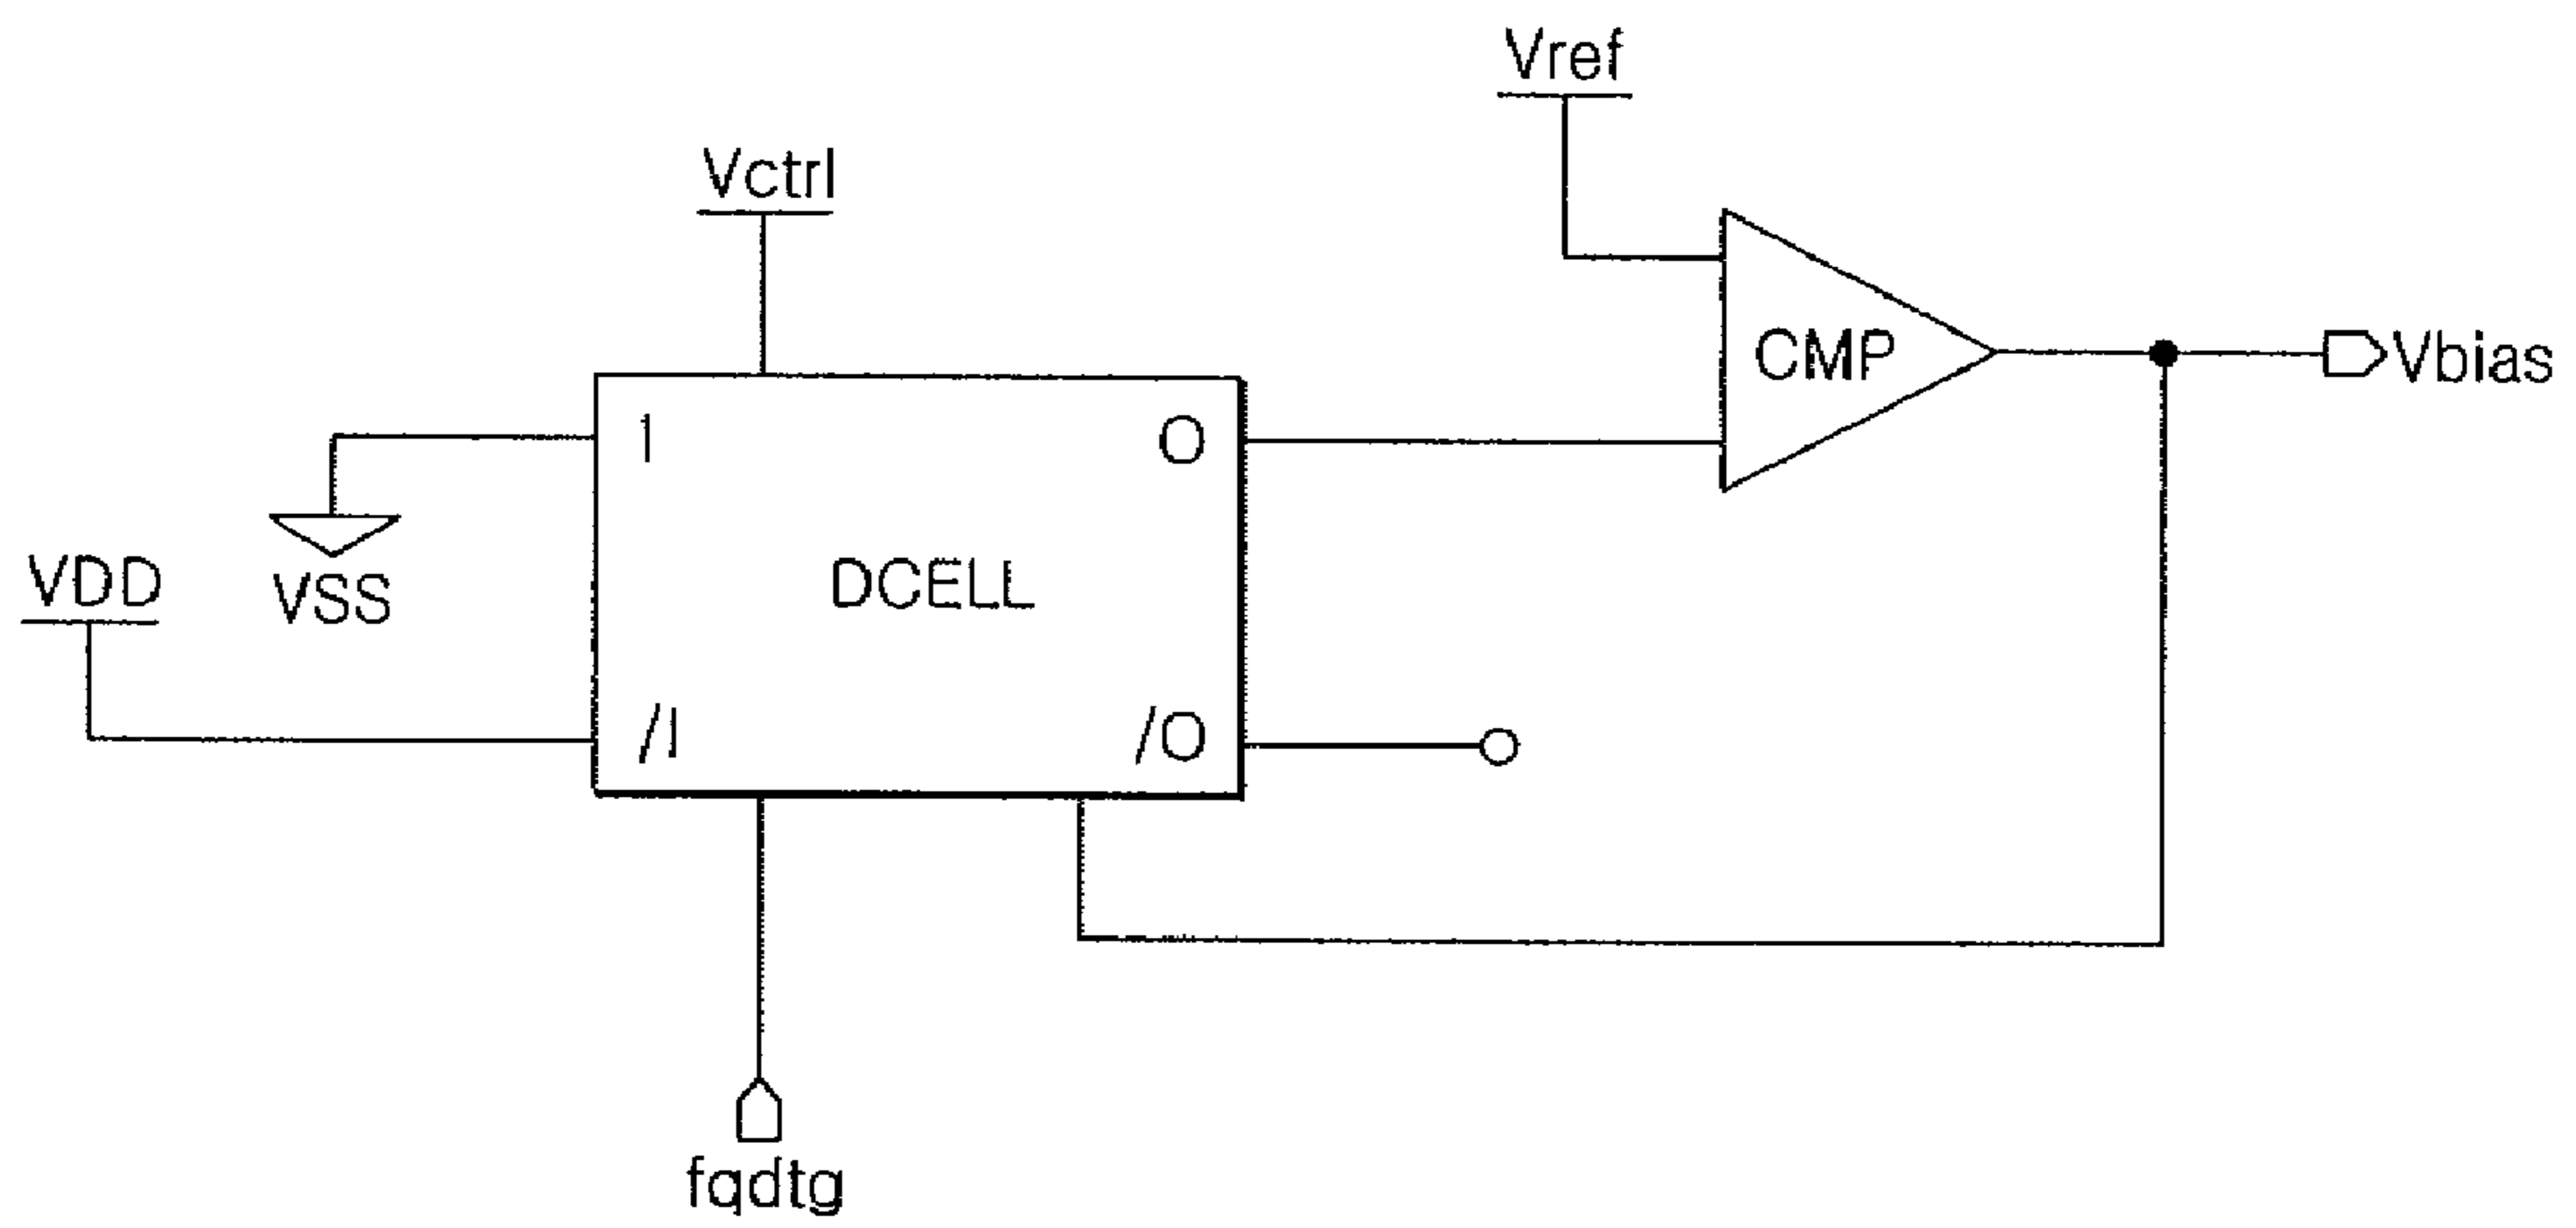 Vref
Vctrl
CMP
Vbias
I
O
DCELL
VDD
VSS
/I
/O
fqdtg